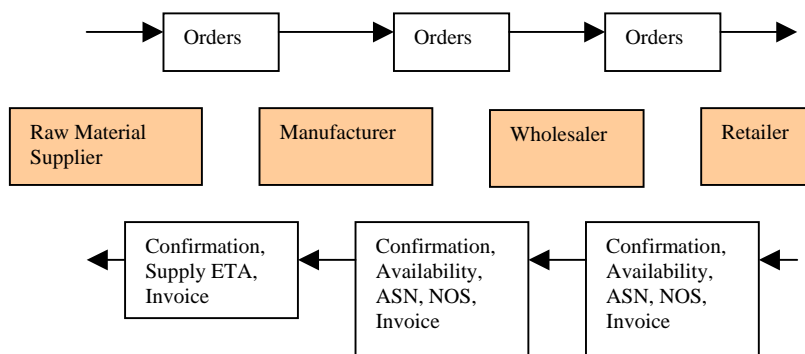 Orders
Orders
Orders
Raw Material
Supplier
Manufacturer
Wholesaler
Retailer
Confirmation,
Supply ETA,
Invoice
Confirmation,
Availability,
ASN, NOS,
Invoice
Confirmation,
Availability,
ASN, NOS,
Invoice